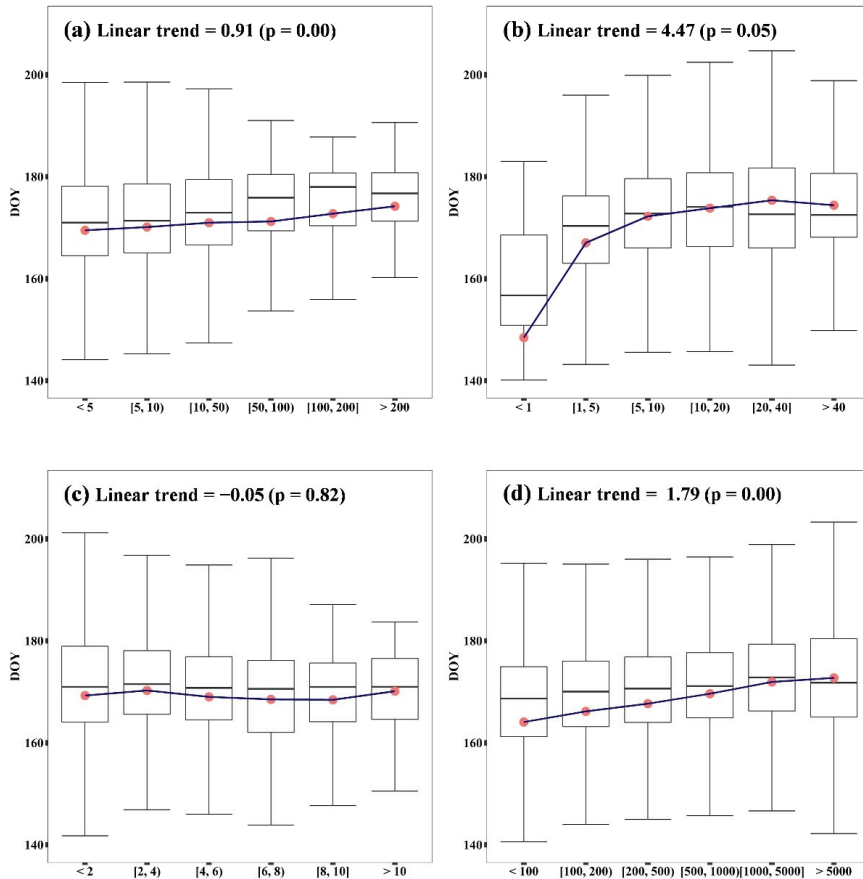 (a) Linear trend = 0.91 (p = 0.00)
200
180
160
140
DOY
< 5 [5, 10) [10, 50) [50, 100) [100, 200] > 200
(b) Linear trend = 4.47 (p = 0.05)
200
180
160
140
DOY
< 1 [1, 5) [5, 10) [10, 20) [20, 40] > 40
(c) Linear trend = −0.05 (p = 0.82)
200
180
160
140
DOY
< 2 [2, 4) [4, 6) [6, 8) [8, 10] > 10
(d) Linear trend = 1.79 (p = 0.00)
200
180
160
140
DOY
< 100 [100, 200) [200, 500) [500, 1000) [1000, 5000] > 5000